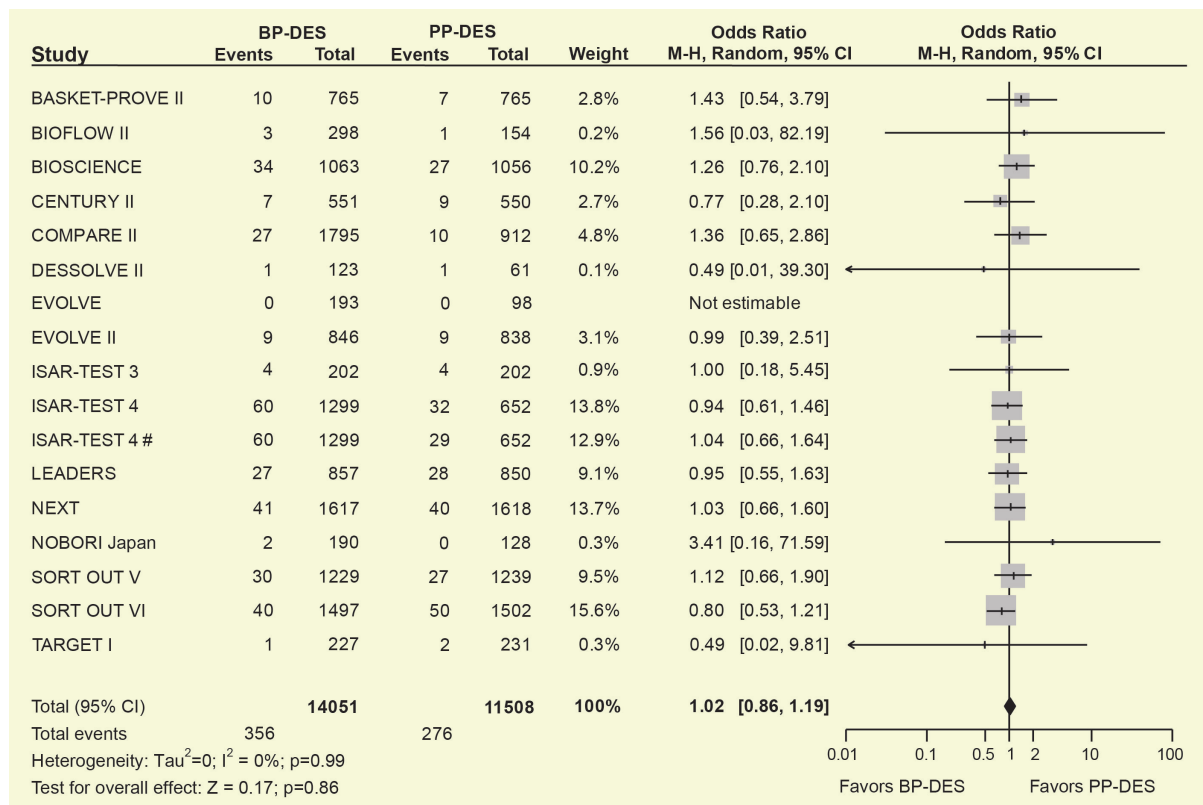 BP-DES PP-DES Odds Ratio Odds Ratio
Study Events Total Events Total Weight M-H, Random, 95% CI M-H, Random, 95% CI
BASKET-PROVE II 10 765 7 765 2.8% 1.43 [0.54, 3.79]
BIOFLOW II 3 298 1 154 0.2% 1.56 [0.03, 82.19]
BIOSCIENCE 34 1063 27 1056 10.2% 1.26 [0.76, 2.10]
CENTURY II 7 551 9 550 2.7% 0.77 [0.28, 2.10]
COMPARE II 27 1795 10 912 4.8% 1.36 [0.65, 2.86]
DESSOLVE II 1 123 1 61 0.1% 0.49 [0.01, 39.30]
EVOLVE 0 193 0 98 Not estimable
EVOLVE II 9 846 9 838 3.1% 0.99 [0.39, 2.51]
ISAR-TEST 3 4 202 4 202 0.9% 1.00 [0.18, 5.45]
ISAR-TEST 4 60 1299 32 652 13.8% 0.94 [0.61, 1.46]
ISAR-TEST 4 # 60 1299 29 652 12.9% 1.04 [0.66, 1.64]
LEADERS 27 857 28 850 9.1% 0.95 [0.55, 1.63]
NEXT 41 1617 40 1618 13.7% 1.03 [0.66, 1.60]
NOBORI Japan 2 190 0 128 0.3% 3.41 [0.16, 71.59]
SORT OUT V 30 1229 27 1239 9.5% 1.12 [0.66, 1.90]
SORT OUT VI 40 1497 50 1502 15.6% 0.80 [0.53, 1.21]
TARGET I 1 227 2 231 0.3% 0.49 [0.02, 9.81]
Total (95% CI) 14051 11508 100% 1.02 [0.86, 1.19]
Total events 356 276
Heterogeneity: Tau²=0; I² = 0%; p=0.99
0.01 0.1 0.5 1 2 10 100
Test for overall effect: Z = 0.17; p=0.86
Favors BP-DES Favors PP-DES